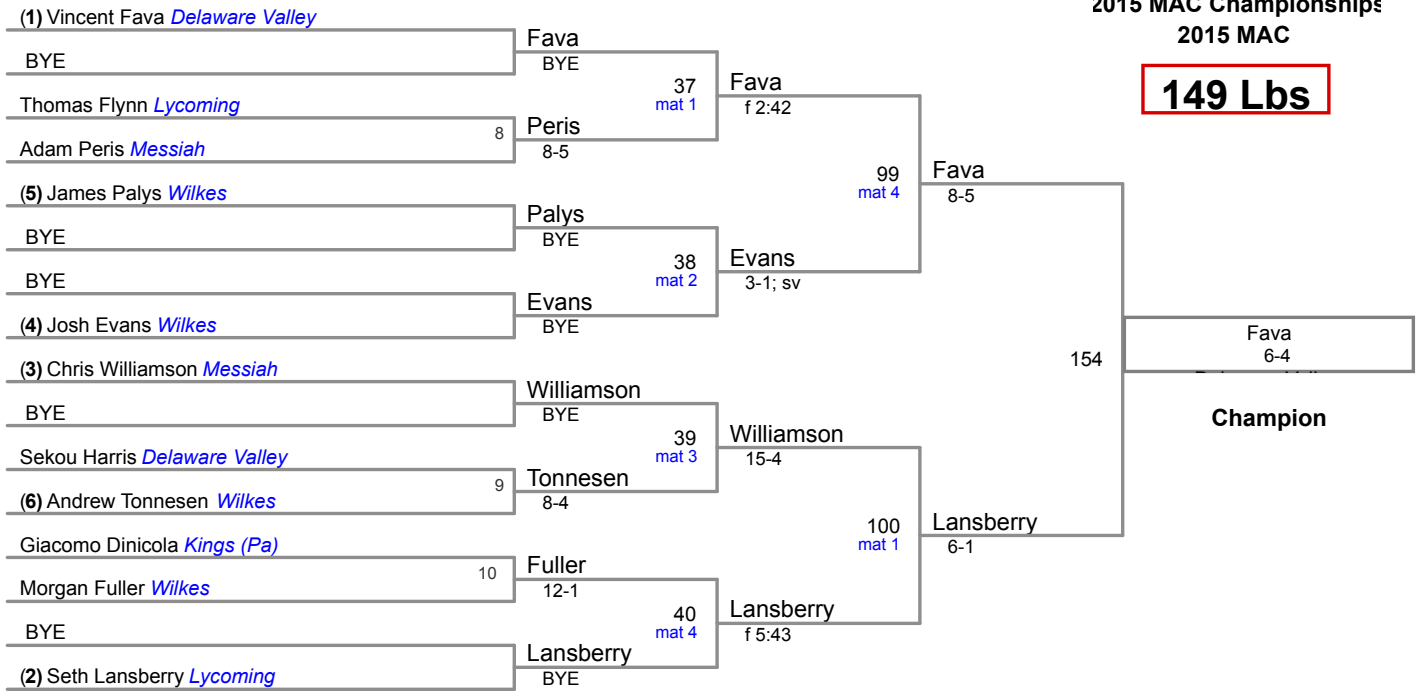 2015 MAC Championships
2015 MAC
149 Lbs
(1) Vincent Fava Delaware Valley
BYE
Thomas Flynn Lycoming
Adam Peris Messiah
(5) James Palys Wilkes
BYE
BYE
(4) Josh Evans Wilkes
(3) Chris Williamson Messiah
BYE
Sekou Harris Delaware Valley
(6) Andrew Tonnesen Wilkes
Giacomo Dinicola Kings (Pa)
Morgan Fuller Wilkes
BYE
(2) Seth Lansberry Lycoming
Fava
BYE
8
Peris
8-5
Palys
BYE
Evans
BYE
Williamson
BYE
9
Tonnesen
8-4
10
Fuller
12-1
Lansberry
BYE
37
mat 1
Fava
f 2:42
38
mat 2
Evans
3-1; sv
39
mat 3
Williamson
15-4
40
mat 4
Lansberry
f 5:43
99
mat 4
Fava
8-5
100
mat 1
Lansberry
6-1
154
Fava
6-4
Champion